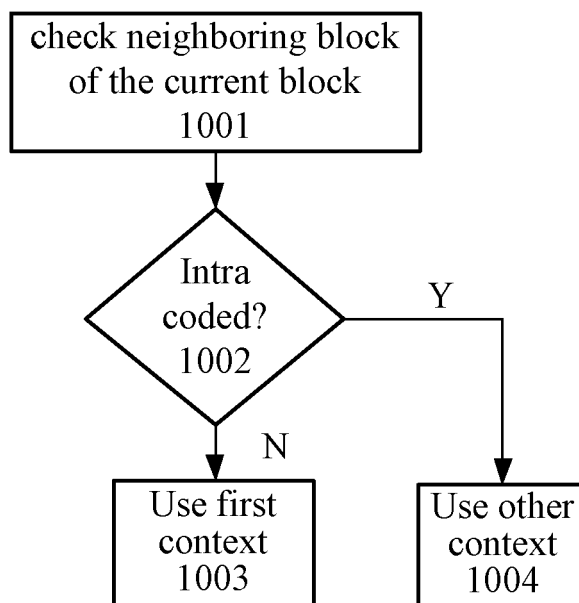 check neighboring block
of the current block
1001
Intra
coded?
1002
Y
N
Use first
context
1003
Use other
context
1004